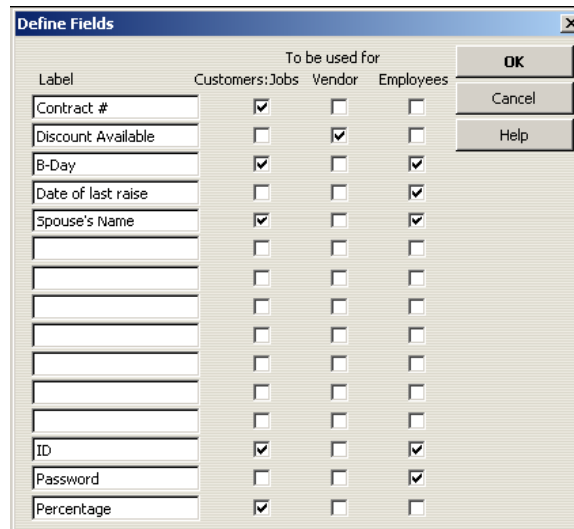 Define Fields
To be used for
OK
Label Customers:Jobs Vendor Employees
Contract #
Cancel
Discount Available
Help
B-Day
Date of last raise
Spouse's Name
ID
Password
Percentage